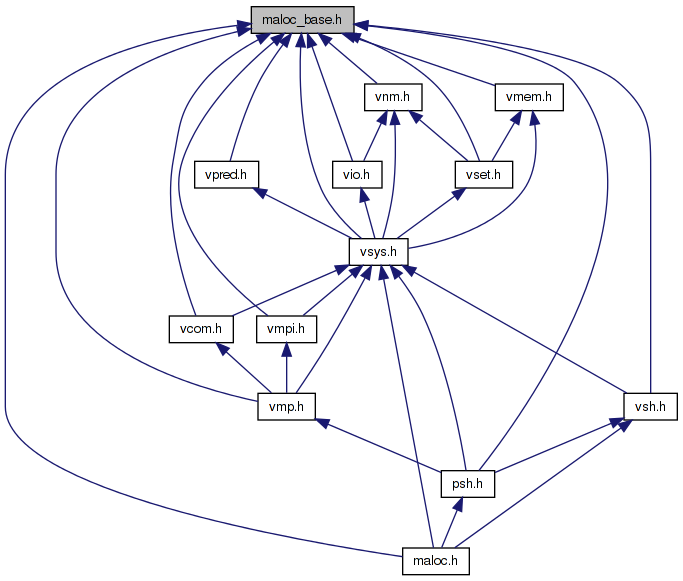 maloc_base.h
vnm.h
vmem.h
vpred.h
vio.h
vset.h
vsys.h
vcom.h
vmpi.h
vmp.h
vsh.h
psh.h
maloc.h